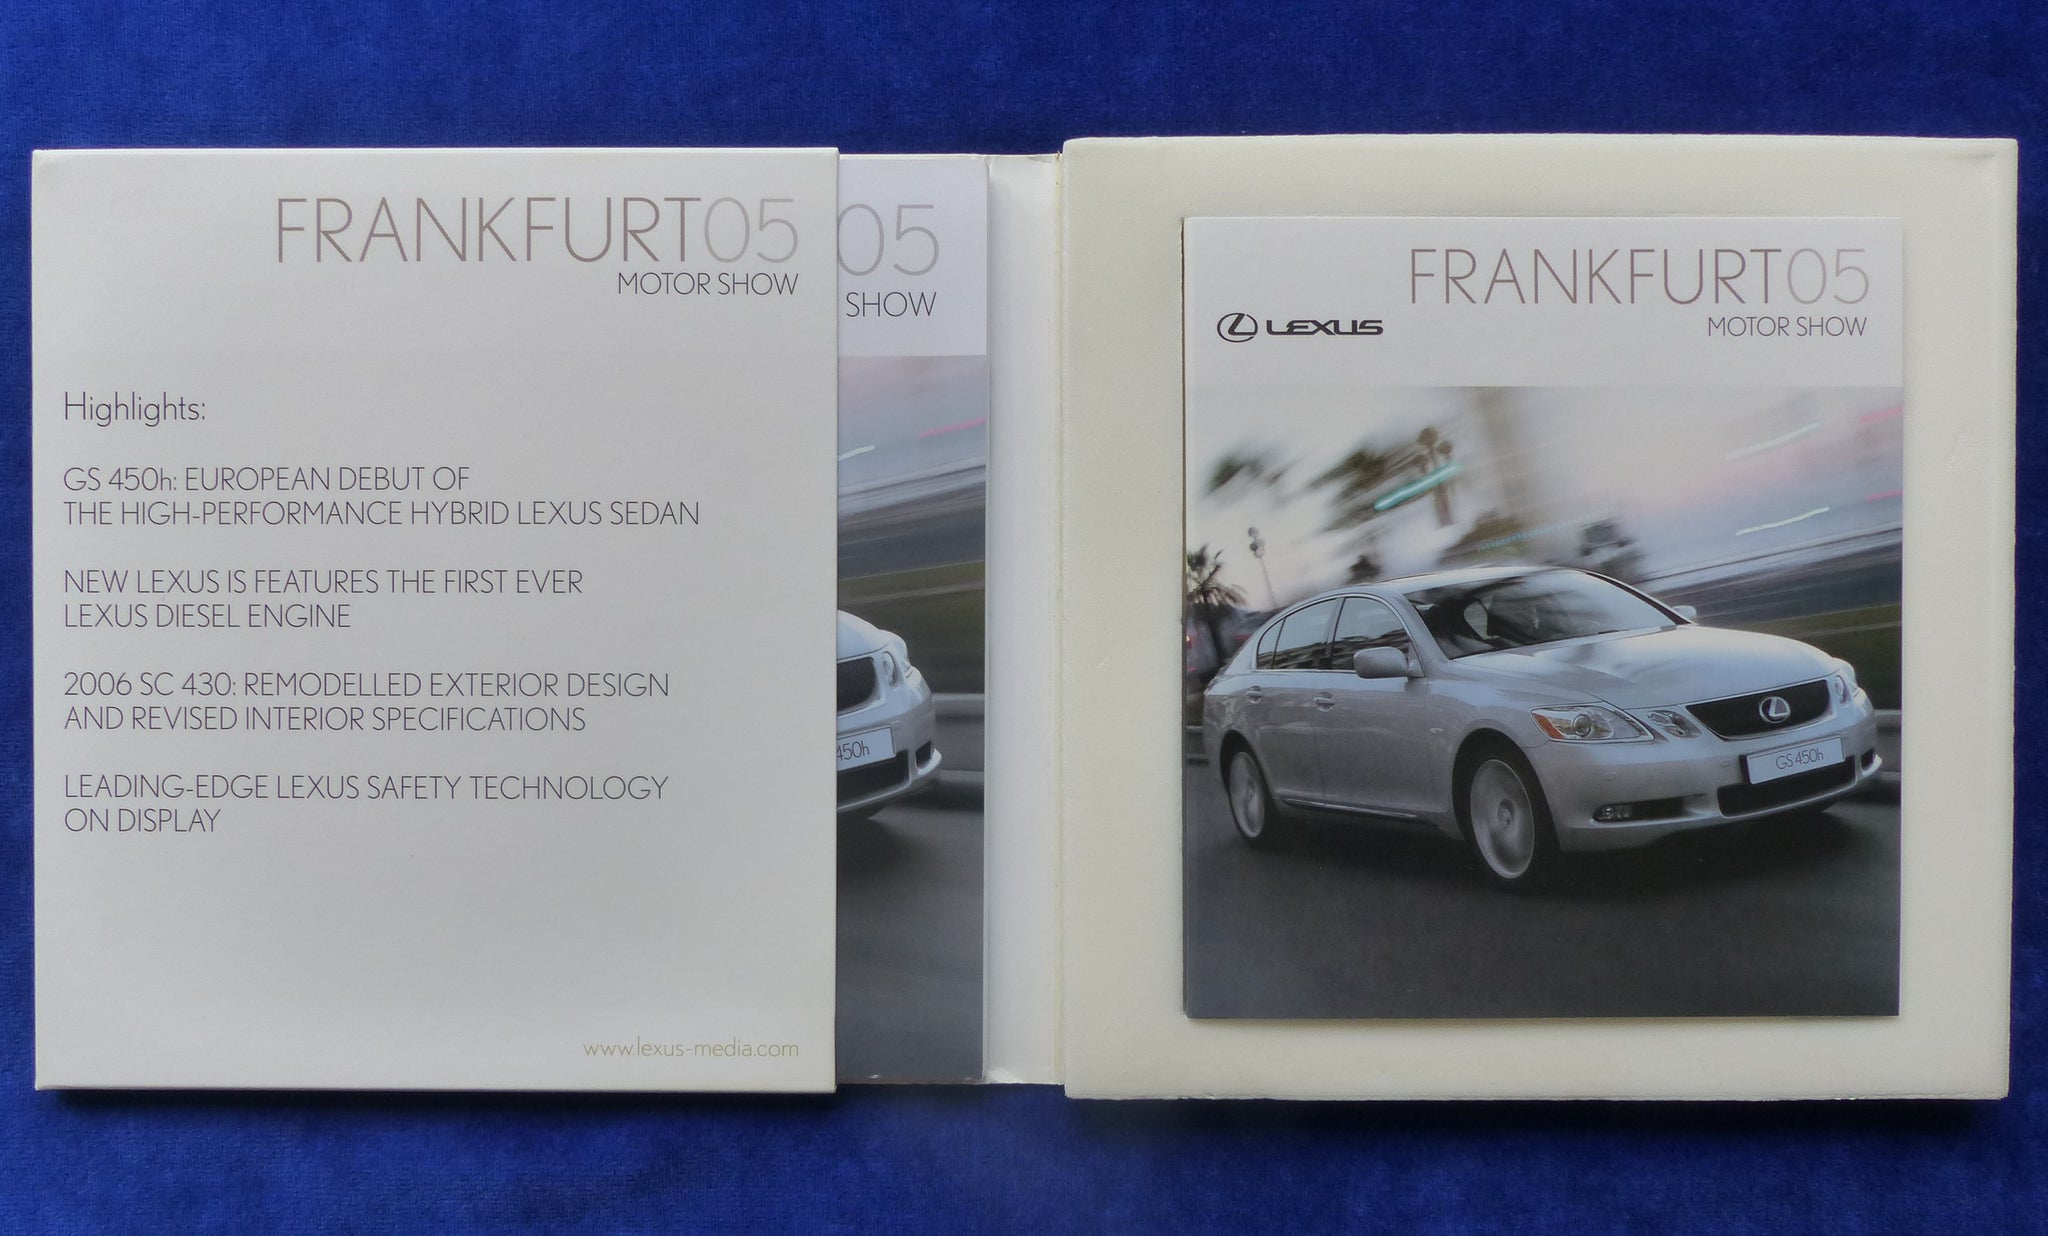 FRANKFURT05
MOTOR SHOW
Highlights:
GS 450h: EUROPEAN DEBUT OF
THE HIGH-PERFORMANCE HYBRID LEXUS SEDAN
NEW LEXUS IS FEATURES THE FIRST EVER
LEXUS DIESEL ENGINE
2006 SC 430: REMODELLED EXTERIOR DESIGN
AND REVISED INTERIOR SPECIFICATIONS
LEADING-EDGE LEXUS SAFETY TECHNOLOGY
ON DISPLAY
www.lexus-media.com
05
SHOW
450h
FRANKFURT05
MOTOR SHOW
LEXUS
GS 450h